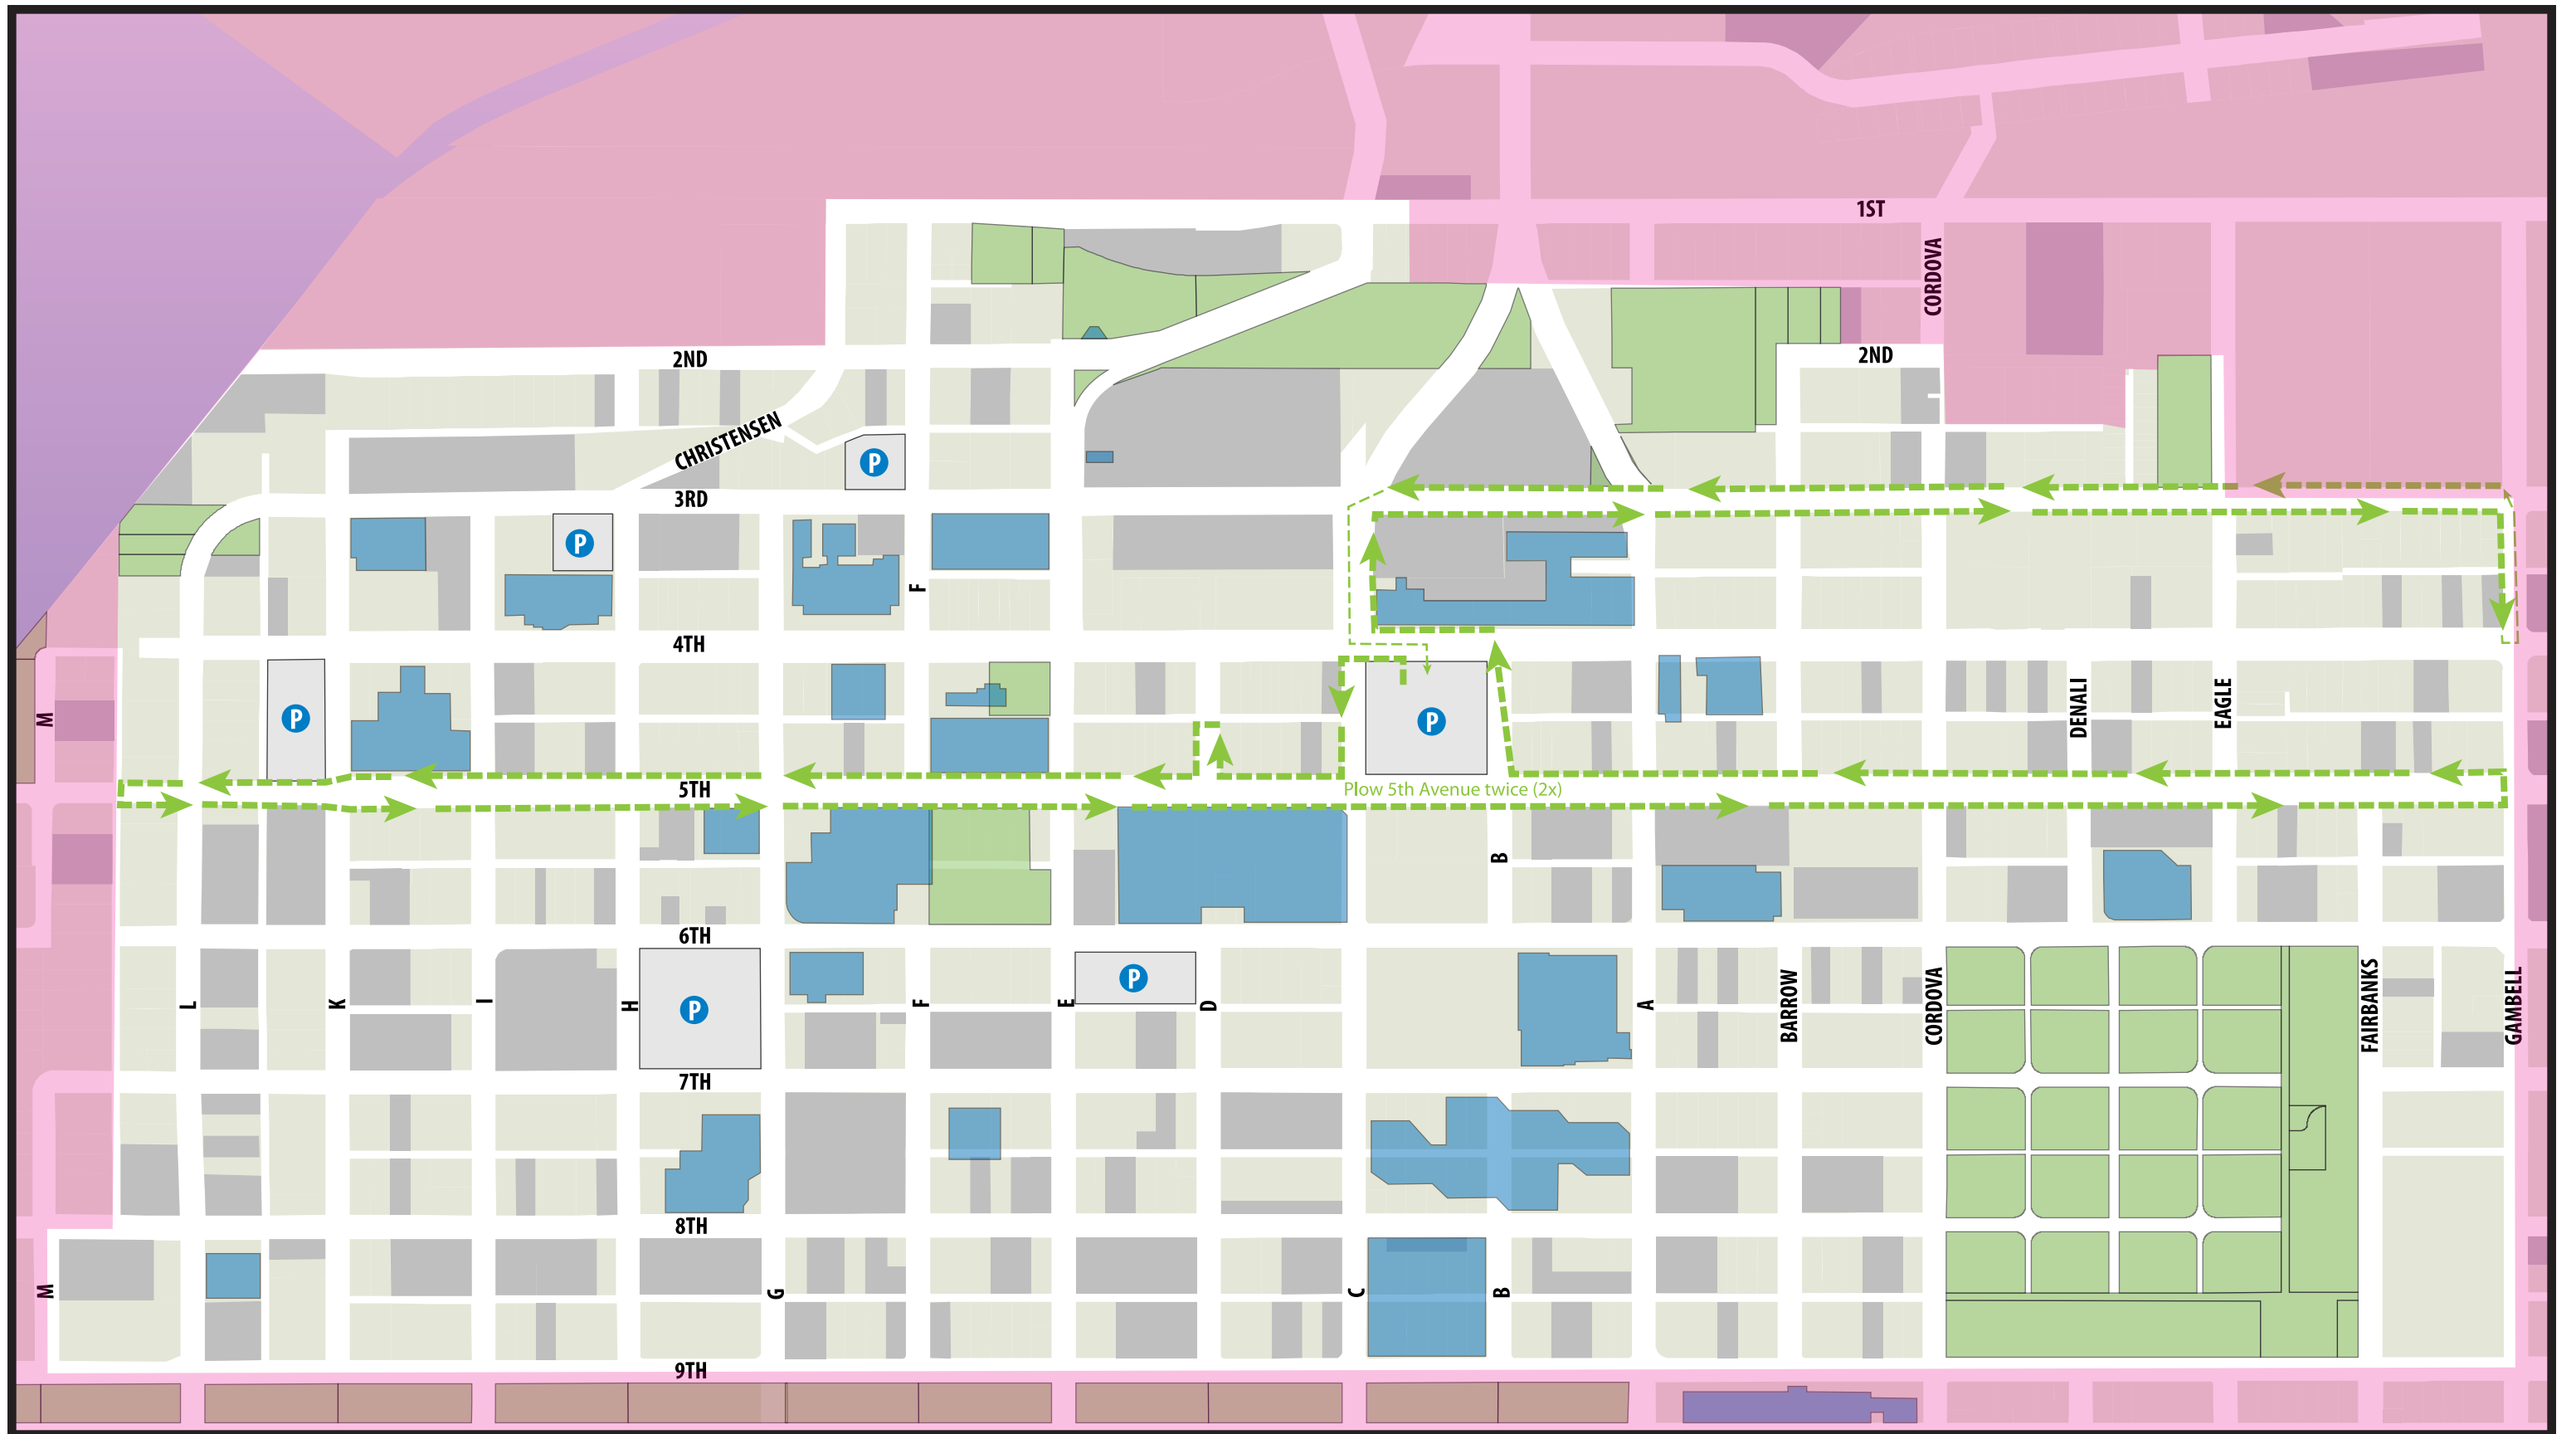 1ST
CORDOVA
2ND
2ND
CHRISTENSEN
P
3RD
P
F
4TH
M
P
P
DENALI
EAGLE
5TH
Plow 5th Avenue twice (2x)
B
6TH
L
K
I
H
P
F
E
P
D
A
BARROW
CORDOVA
FAIRBANKS
GAMBELL
7TH
8TH
M
G
C
B
9TH